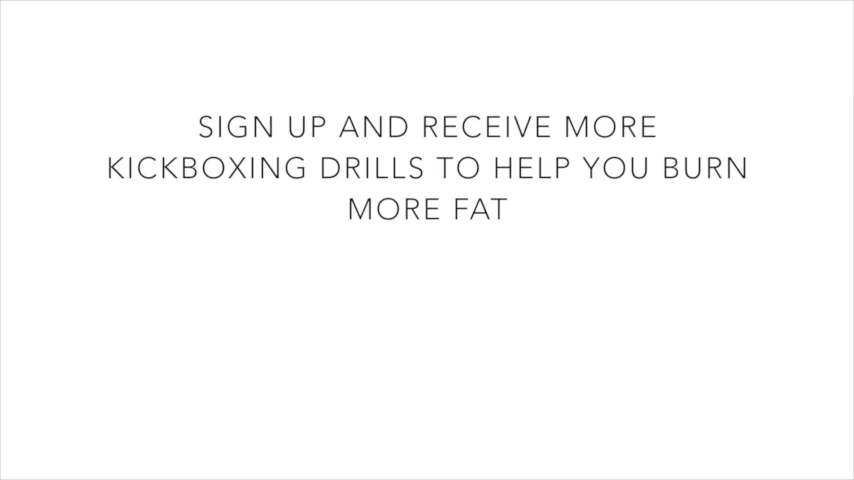 SIGN UP AND RECEIVE MORE
KICKBOXING DRILLS TO HELP YOU BURN
MORE FAT